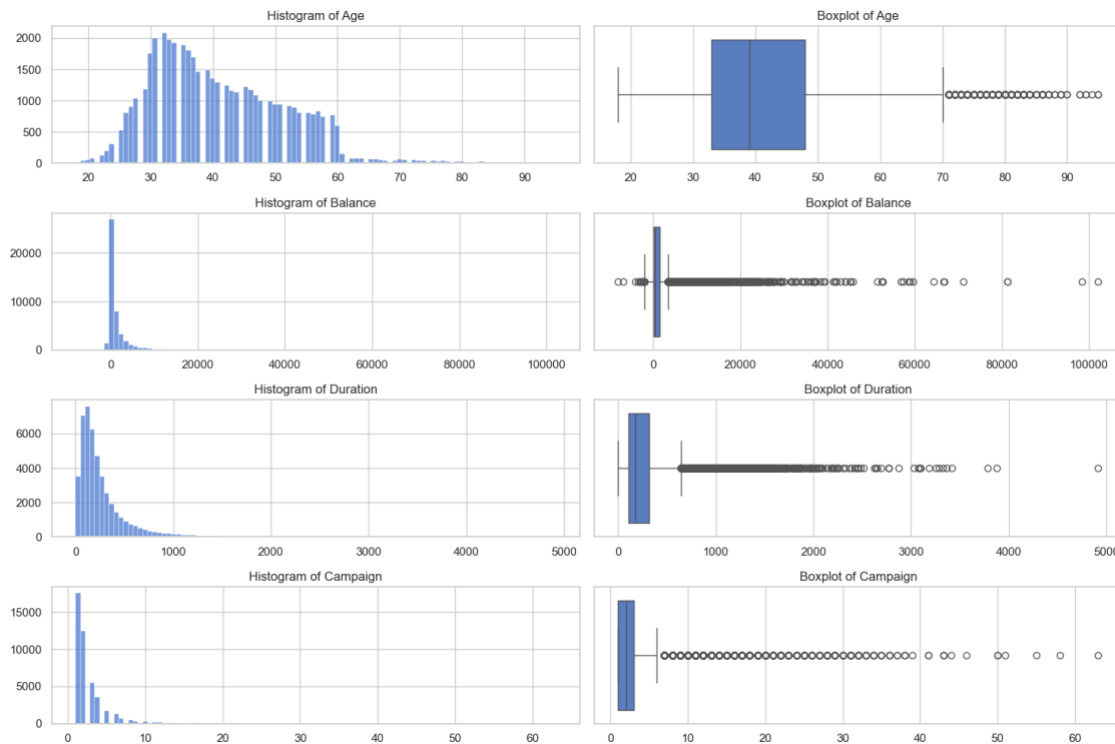 Histogram of Age
2000
1500
1000
500
0
20 30 40 50 60 70 80 90
Boxplot of Age
20 30 40 50 60 70 80 90
Histogram of Balance
20000
10000
0
0 20000 40000 60000 80000 100000
Boxplot of Balance
0 20000 40000 60000 80000 100000
Histogram of Duration
6000
4000
2000
0
0 1000 2000 3000 4000 5000
Boxplot of Duration
0 1000 2000 3000 4000 5000
Histogram of Campaign
15000
10000
5000
0
0 10 20 30 40 50 60
Boxplot of Campaign
0 10 20 30 40 50 60